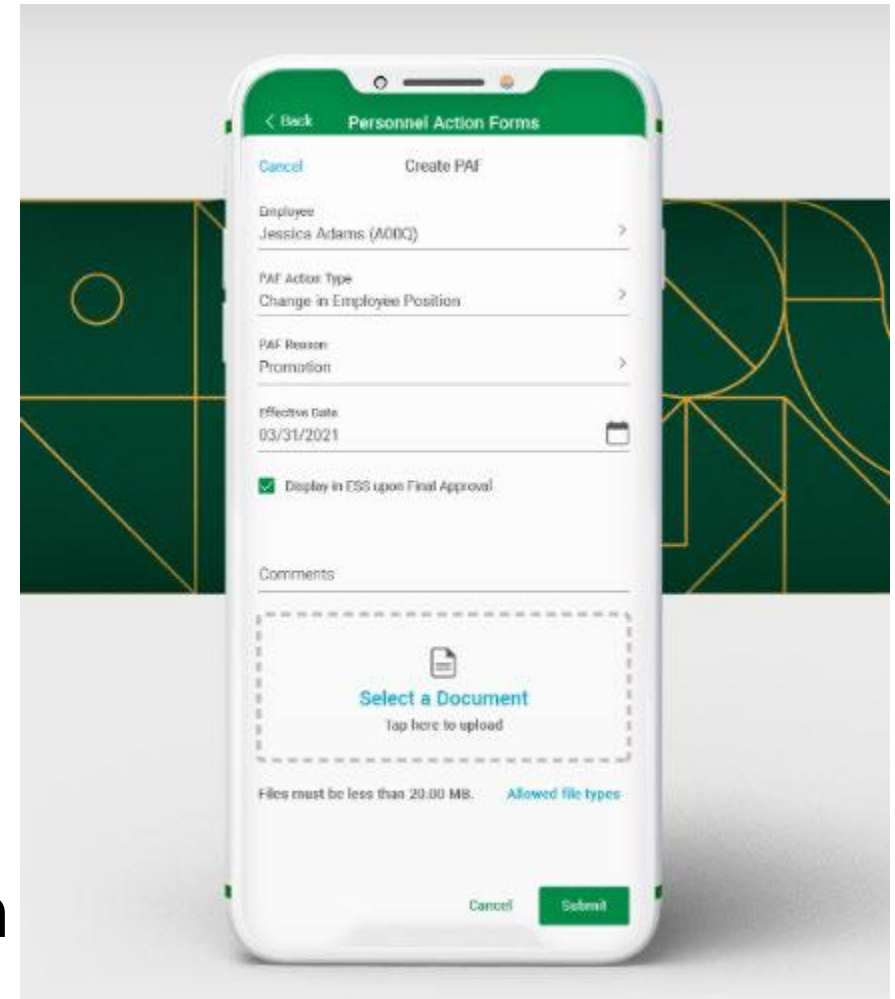 < Back Personnel Action Forms
Cancel Create PAF
Employee
Jessica Adams (A00Q)
>
PAF Action Type
Change in Employee Position
>
PAF Reason
Promotion
>
Effective Date
03/31/2021
Display in ESS upon Final Approval
Comments
Select a Document
Tap here to upload
Files must be less than 20.00 MB. Allowed file types
Cancel Submit